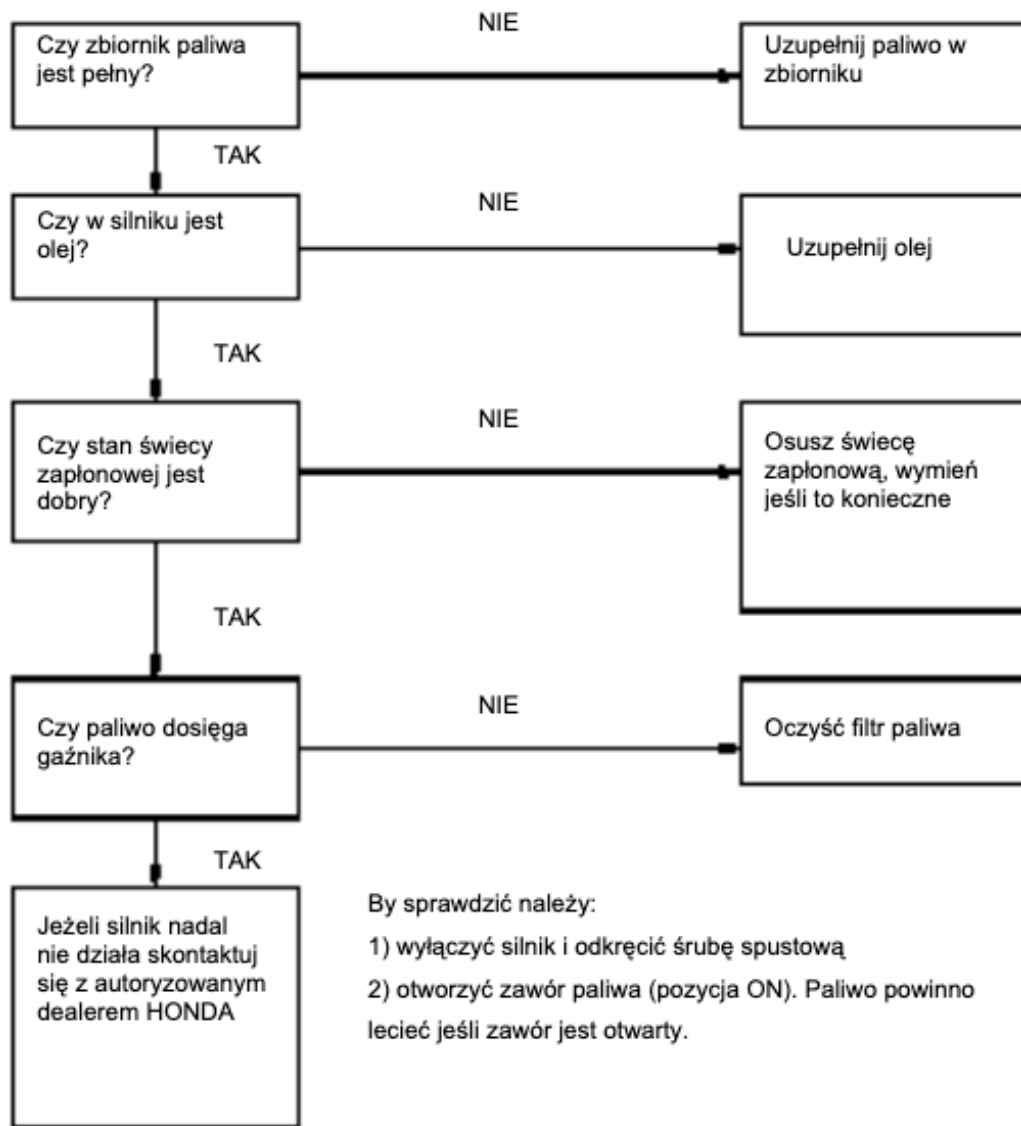 NIE
Czy zbiornik paliwa
jest pełny?
Uzupełnij paliwo w
zbiorniku
TAK
NIE
Czy w silniku jest
olej?
Uzupełnij olej
TAK
NIE
Czy stan świecy
zapłonowej jest
dobry?
Osusz świecę
zapłonową, wymień
jeśli to konieczne
TAK
NIE
Czy paliwo dosięga
gaźnika?
Oczyść filtr paliwa
TAK
Jeżeli silnik nadal
nie działa skontaktuj
się z autoryzowanym
dealerem HONDA
By sprawdzić należy:
1) wyłączyć silnik i odkręcić śrubę spustową
2) otworzyć zawór paliwa (pozycja ON). Paliwo powinno
lecieć jeśli zawór jest otwarty.